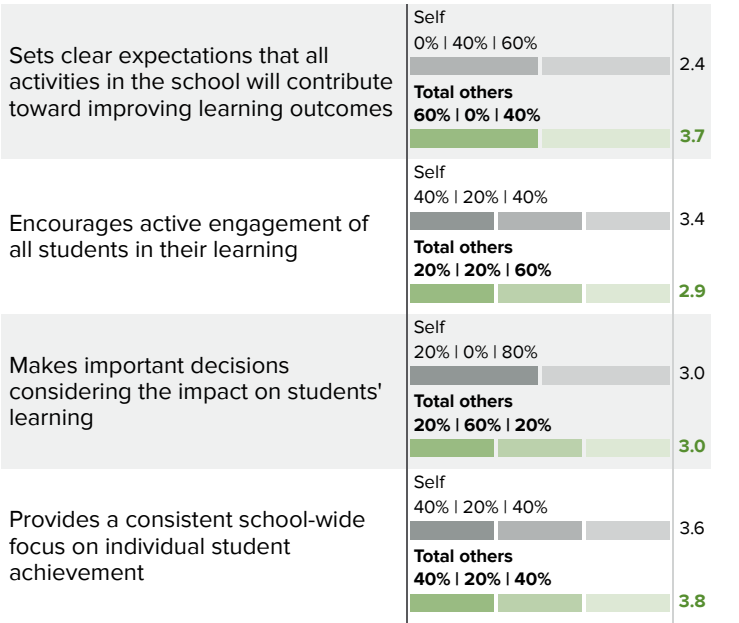 Sets clear expectations that all
activities in the school will contribute
toward improving learning outcomes
Self
0% | 40% | 60%
2.4
Total others
60% | 0% | 40%
3.7
Encourages active engagement of
all students in their learning
Self
40% | 20% | 40%
3.4
Total others
20% | 20% | 60%
2.9
Makes important decisions
considering the impact on students'
learning
Self
20% | 0% | 80%
3.0
Total others
20% | 60% | 20%
3.0
Provides a consistent school-wide
focus on individual student
achievement
Self
40% | 20% | 40%
3.6
Total others
40% | 20% | 40%
3.8